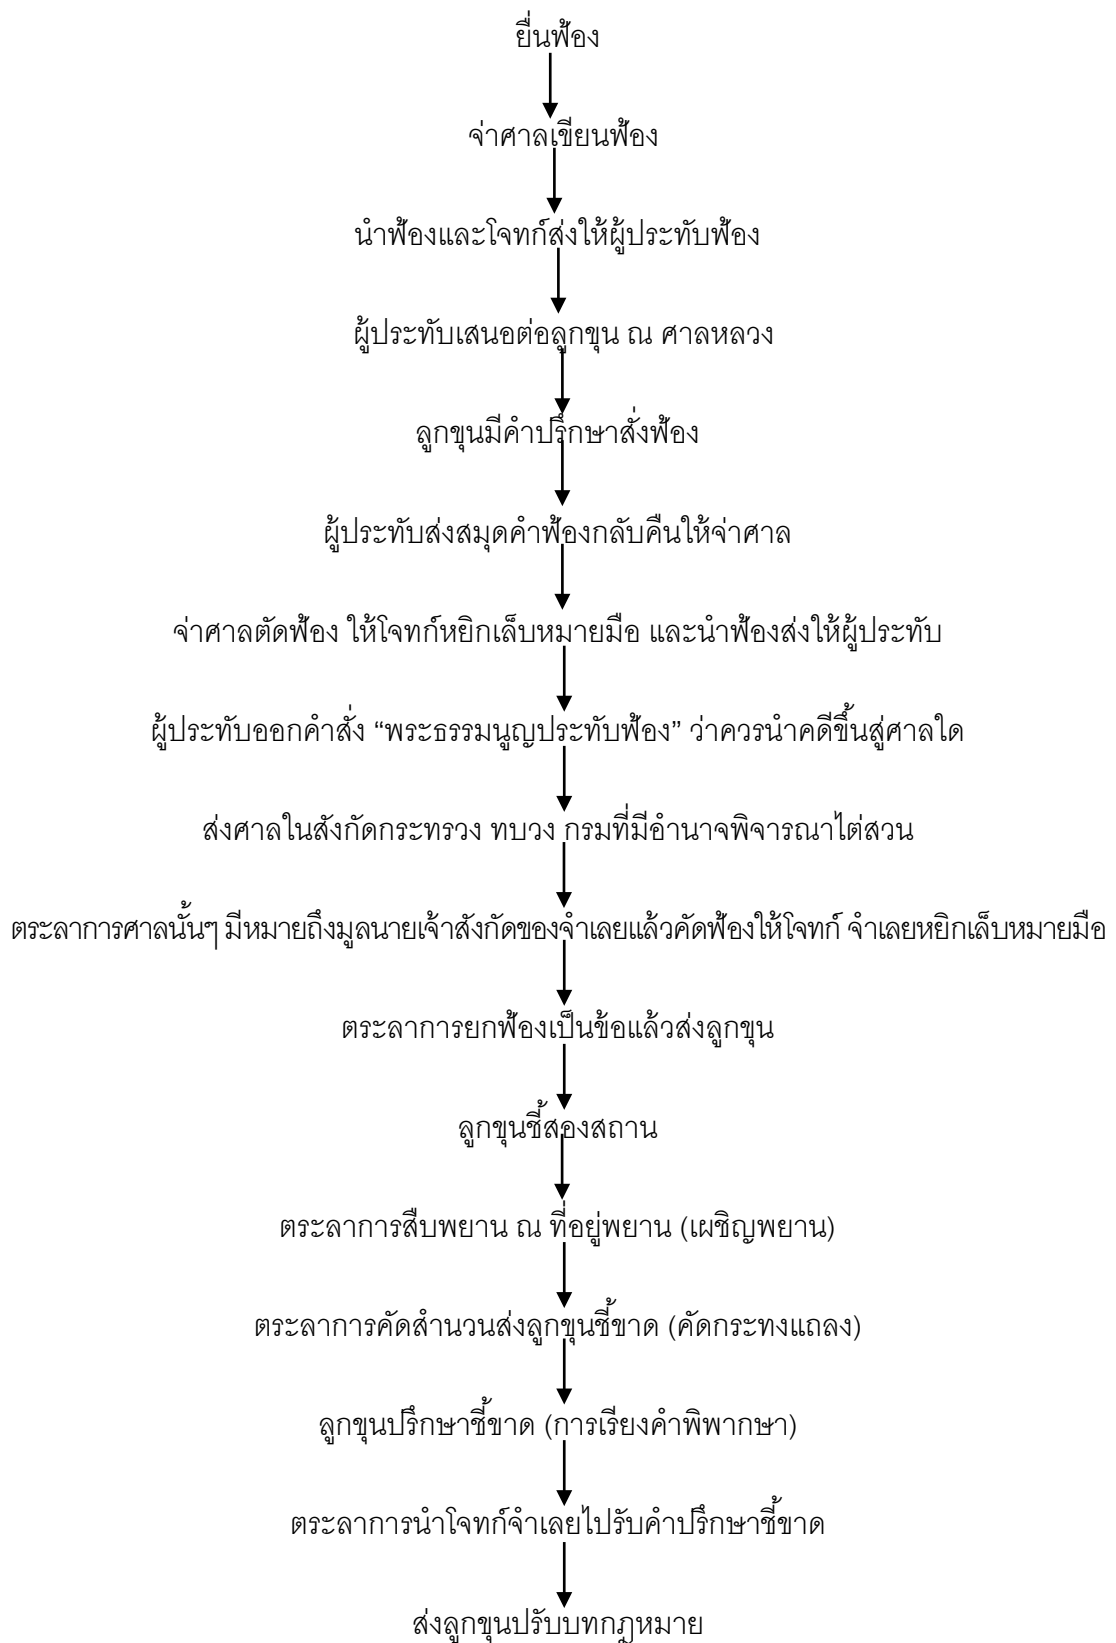 ยื่นฟ้อง
จ่าศาลเขียนฟ้อง
นำฟ้องและโจทก์ส่งให้ผู้ประทับฟ้อง
ผู้ประทับเสนอต่อลูกขุน ณ ศาลหลวง
ลูกขุนมีคำปรึกษาสั่งฟ้อง
ผู้ประทับส่งสมุดคำฟ้องกลับคืนให้จ่าศาล
จ่าศาลตัดฟ้อง ให้โจทก์หยิกเล็บหมายมือ และนำฟ้องส่งให้ผู้ประทับ
ผู้ประทับออกคำสั่ง “พระธรรมนูญประทับฟ้อง” ว่าควรนำคดีขึ้นสู่ศาลใด
ส่งศาลในสังกัดกระทรวง ทบวง กรมที่มีอำนาจพิจารณาไต่สวน
ตระลาการศาลนั้นๆ มีหมายถึงมูลนายเจ้าสังกัดของจำเลยแล้วคัดฟ้องให้โจทก์ จำเลยหยิกเล็บหมายมือ
ตระลาการยกฟ้องเป็นข้อแล้วส่งลูกขุน
ลูกขุนชี้สองสถาน
ตระลาการสืบพยาน ณ ที่อยู่พยาน (เผชิญพยาน)
ตระลาการคัดสำนวนส่งลูกขุนชี้ขาด (คัดกระทงแถลง)
ลูกขุนปรึกษาชี้ขาด (การเรียงคำพิพากษา)
ตระลาการนำโจทก์จำเลยไปรับคำปรึกษาชี้ขาด
ส่งลูกขุนปรับบทกฎหมาย